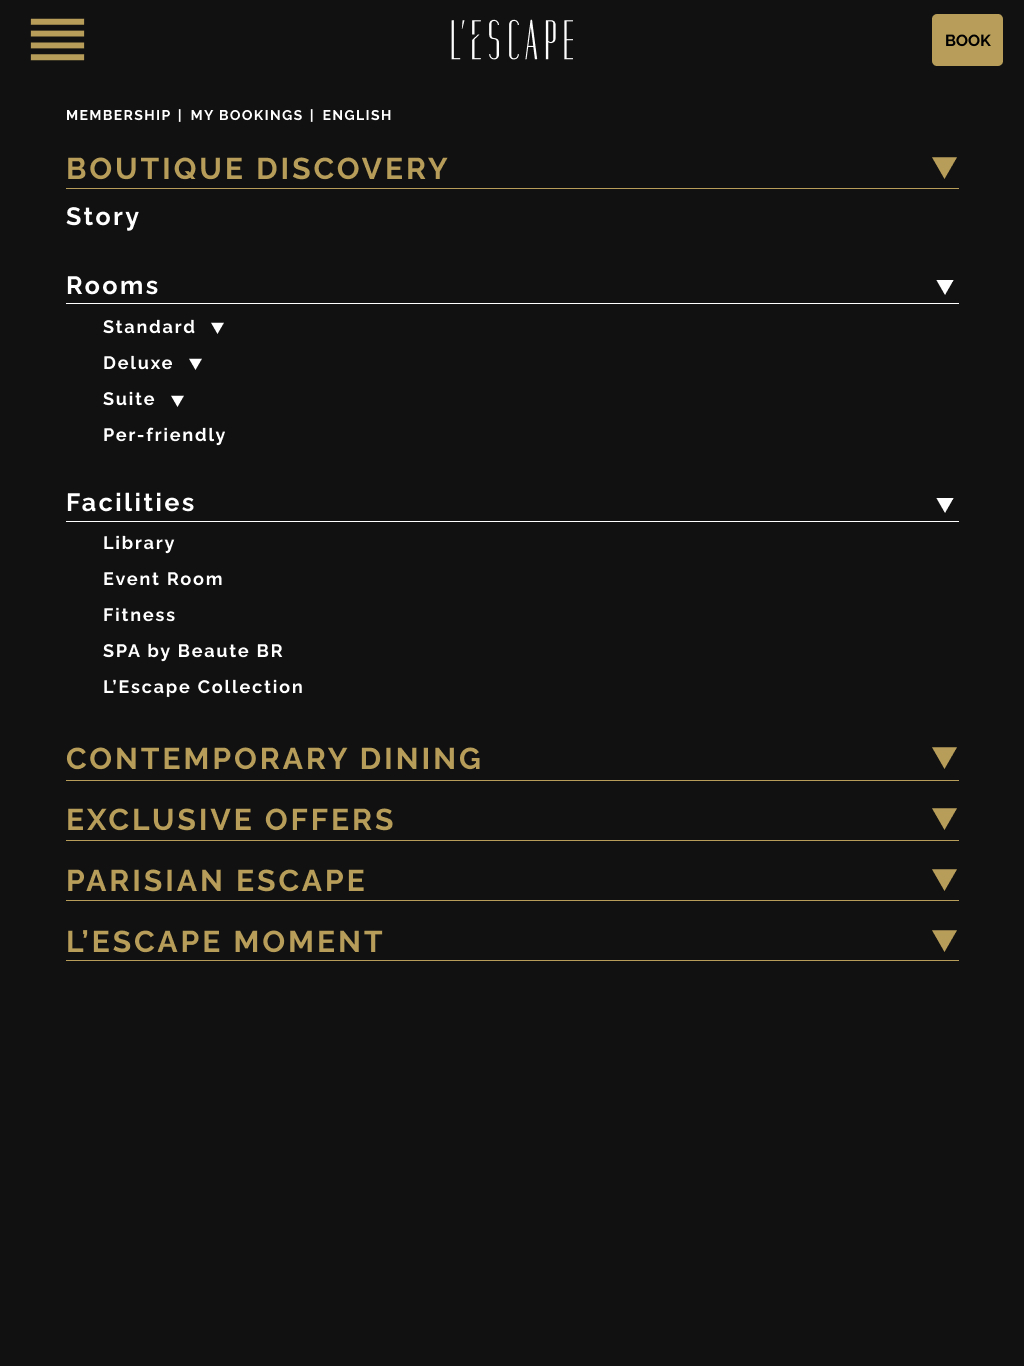 L'ESCAPE
BOOK
MEMBERSHIP | MY BOOKINGS | ENGLISH
BOUTIQUE DISCOVERY
Story
Rooms
Standard
Deluxe
Suite
Per-friendly
Facilities
Library
Event Room
Fitness
SPA by Beaute BR
L’Escape Collection
CONTEMPORARY DINING
EXCLUSIVE OFFERS
PARISIAN ESCAPE
L’ESCAPE MOMENT